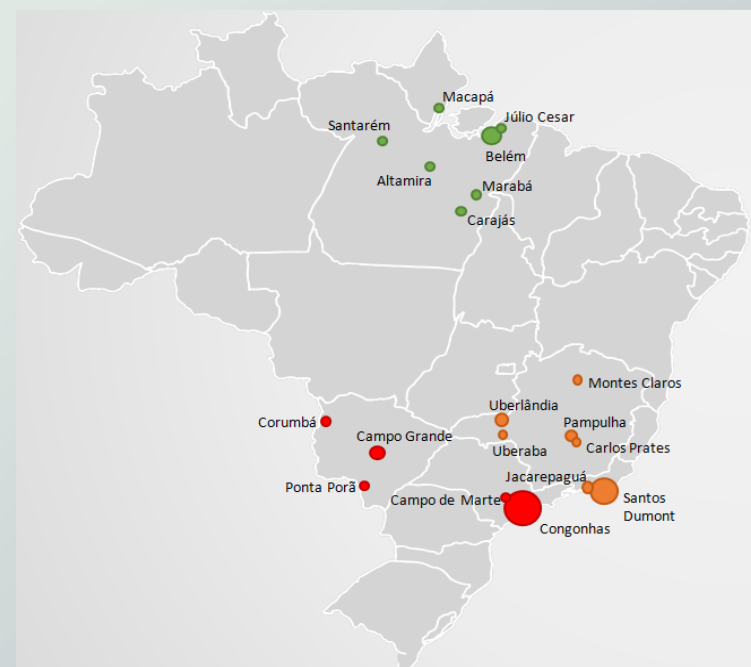 Macapá
Júlio Cesar
Santarém
Belém
Altamira
Marabá
Carajás
Montes Claros
Uberlândia
Corumbá
Pampulha
Campo Grande
Carlos Prates
Uberaba
Jacarepaguá
Ponta Porã
Campo de Marte
Santos
Dumont
Congonhas